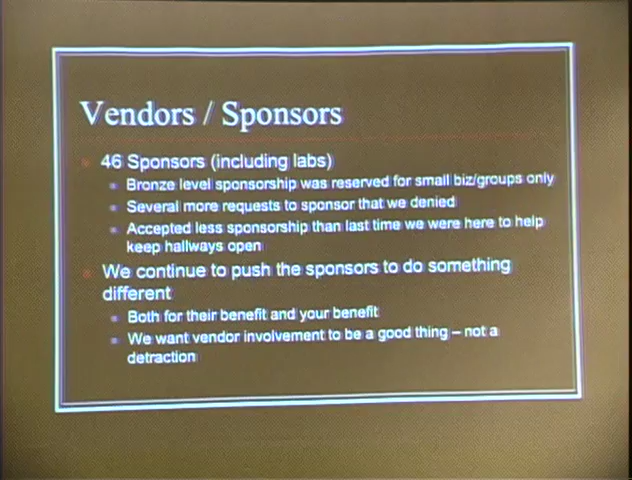 Vendors / Sponsors
46 Sponsors (including labs)
Bronze level sponsorship was reserved for small biz/groups only
Several more requests to sponsor that we denied
Accepted less sponsorship than last time we were here to help
keep hallways open
We continue to push the sponsors to do something
different
Both for their benefit and your benefit
We want vendor involvement to be a good thing – not a
detraction